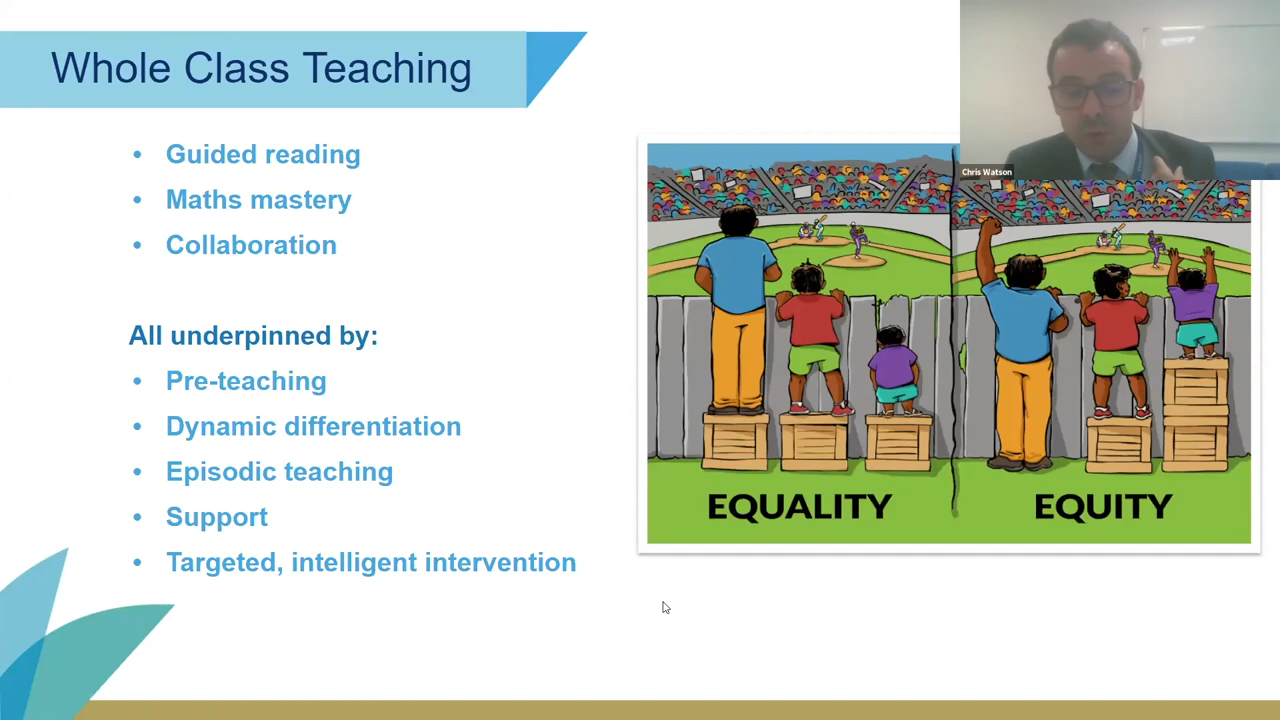 Whole Class Teaching
Chris Watson
• Guided reading
• Maths mastery
• Collaboration
All underpinned by:
• Pre-teaching
• Dynamic differentiation
• Episodic teaching
• Support
• Targeted, intelligent intervention
EQUALITY
EQUITY